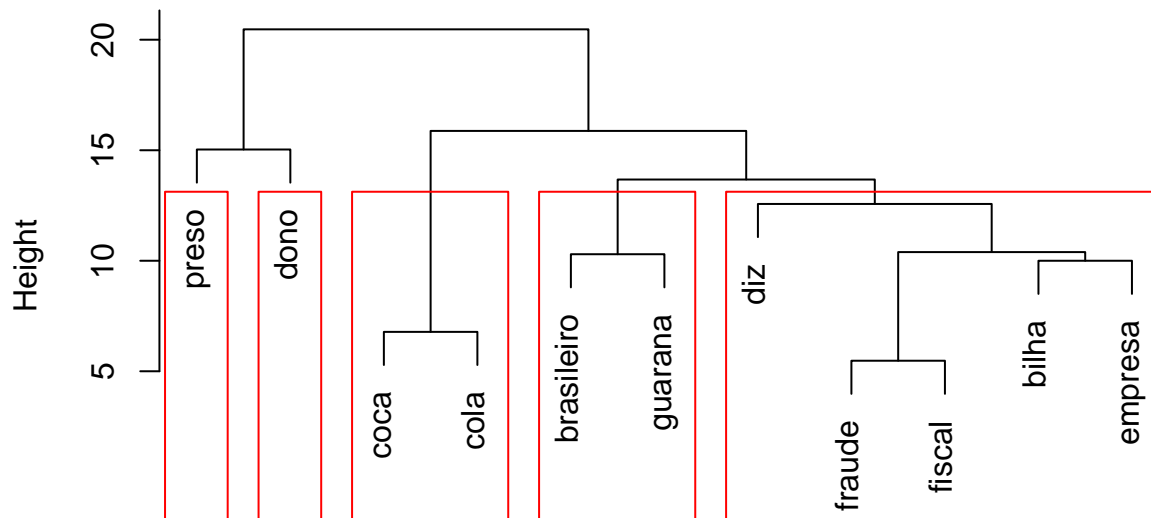 Height
20
15
10
5
preso
dono
coca
cola
brasileiro
guarana
diz
fraude
fiscal
bilha
empresa